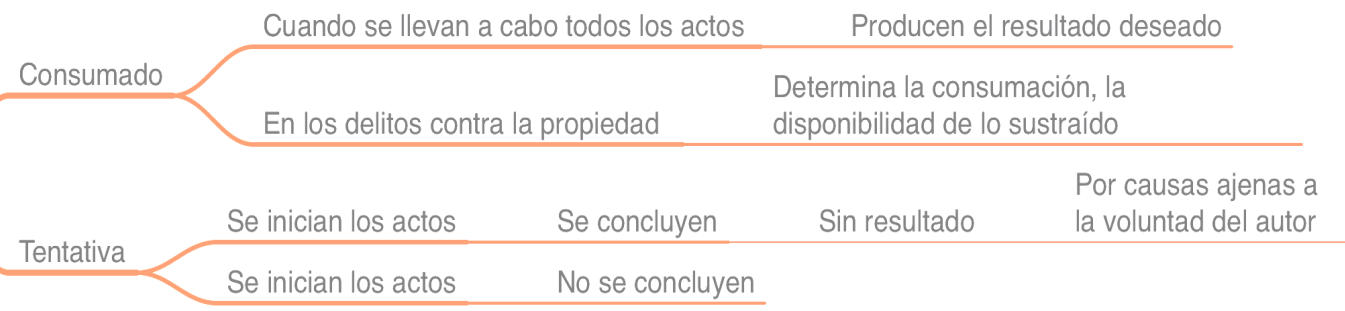 Cuando se llevan a cabo todos los actos
Producen el resultado deseado
Consumado
En los delitos contra la propiedad
Determina la consumación, la
disponibilidad de lo sustraído
Tentativa
Se inician los actos
Se concluyen
Sin resultado
Por causas ajenas a
la voluntad del autor
Se inician los actos
No se concluyen